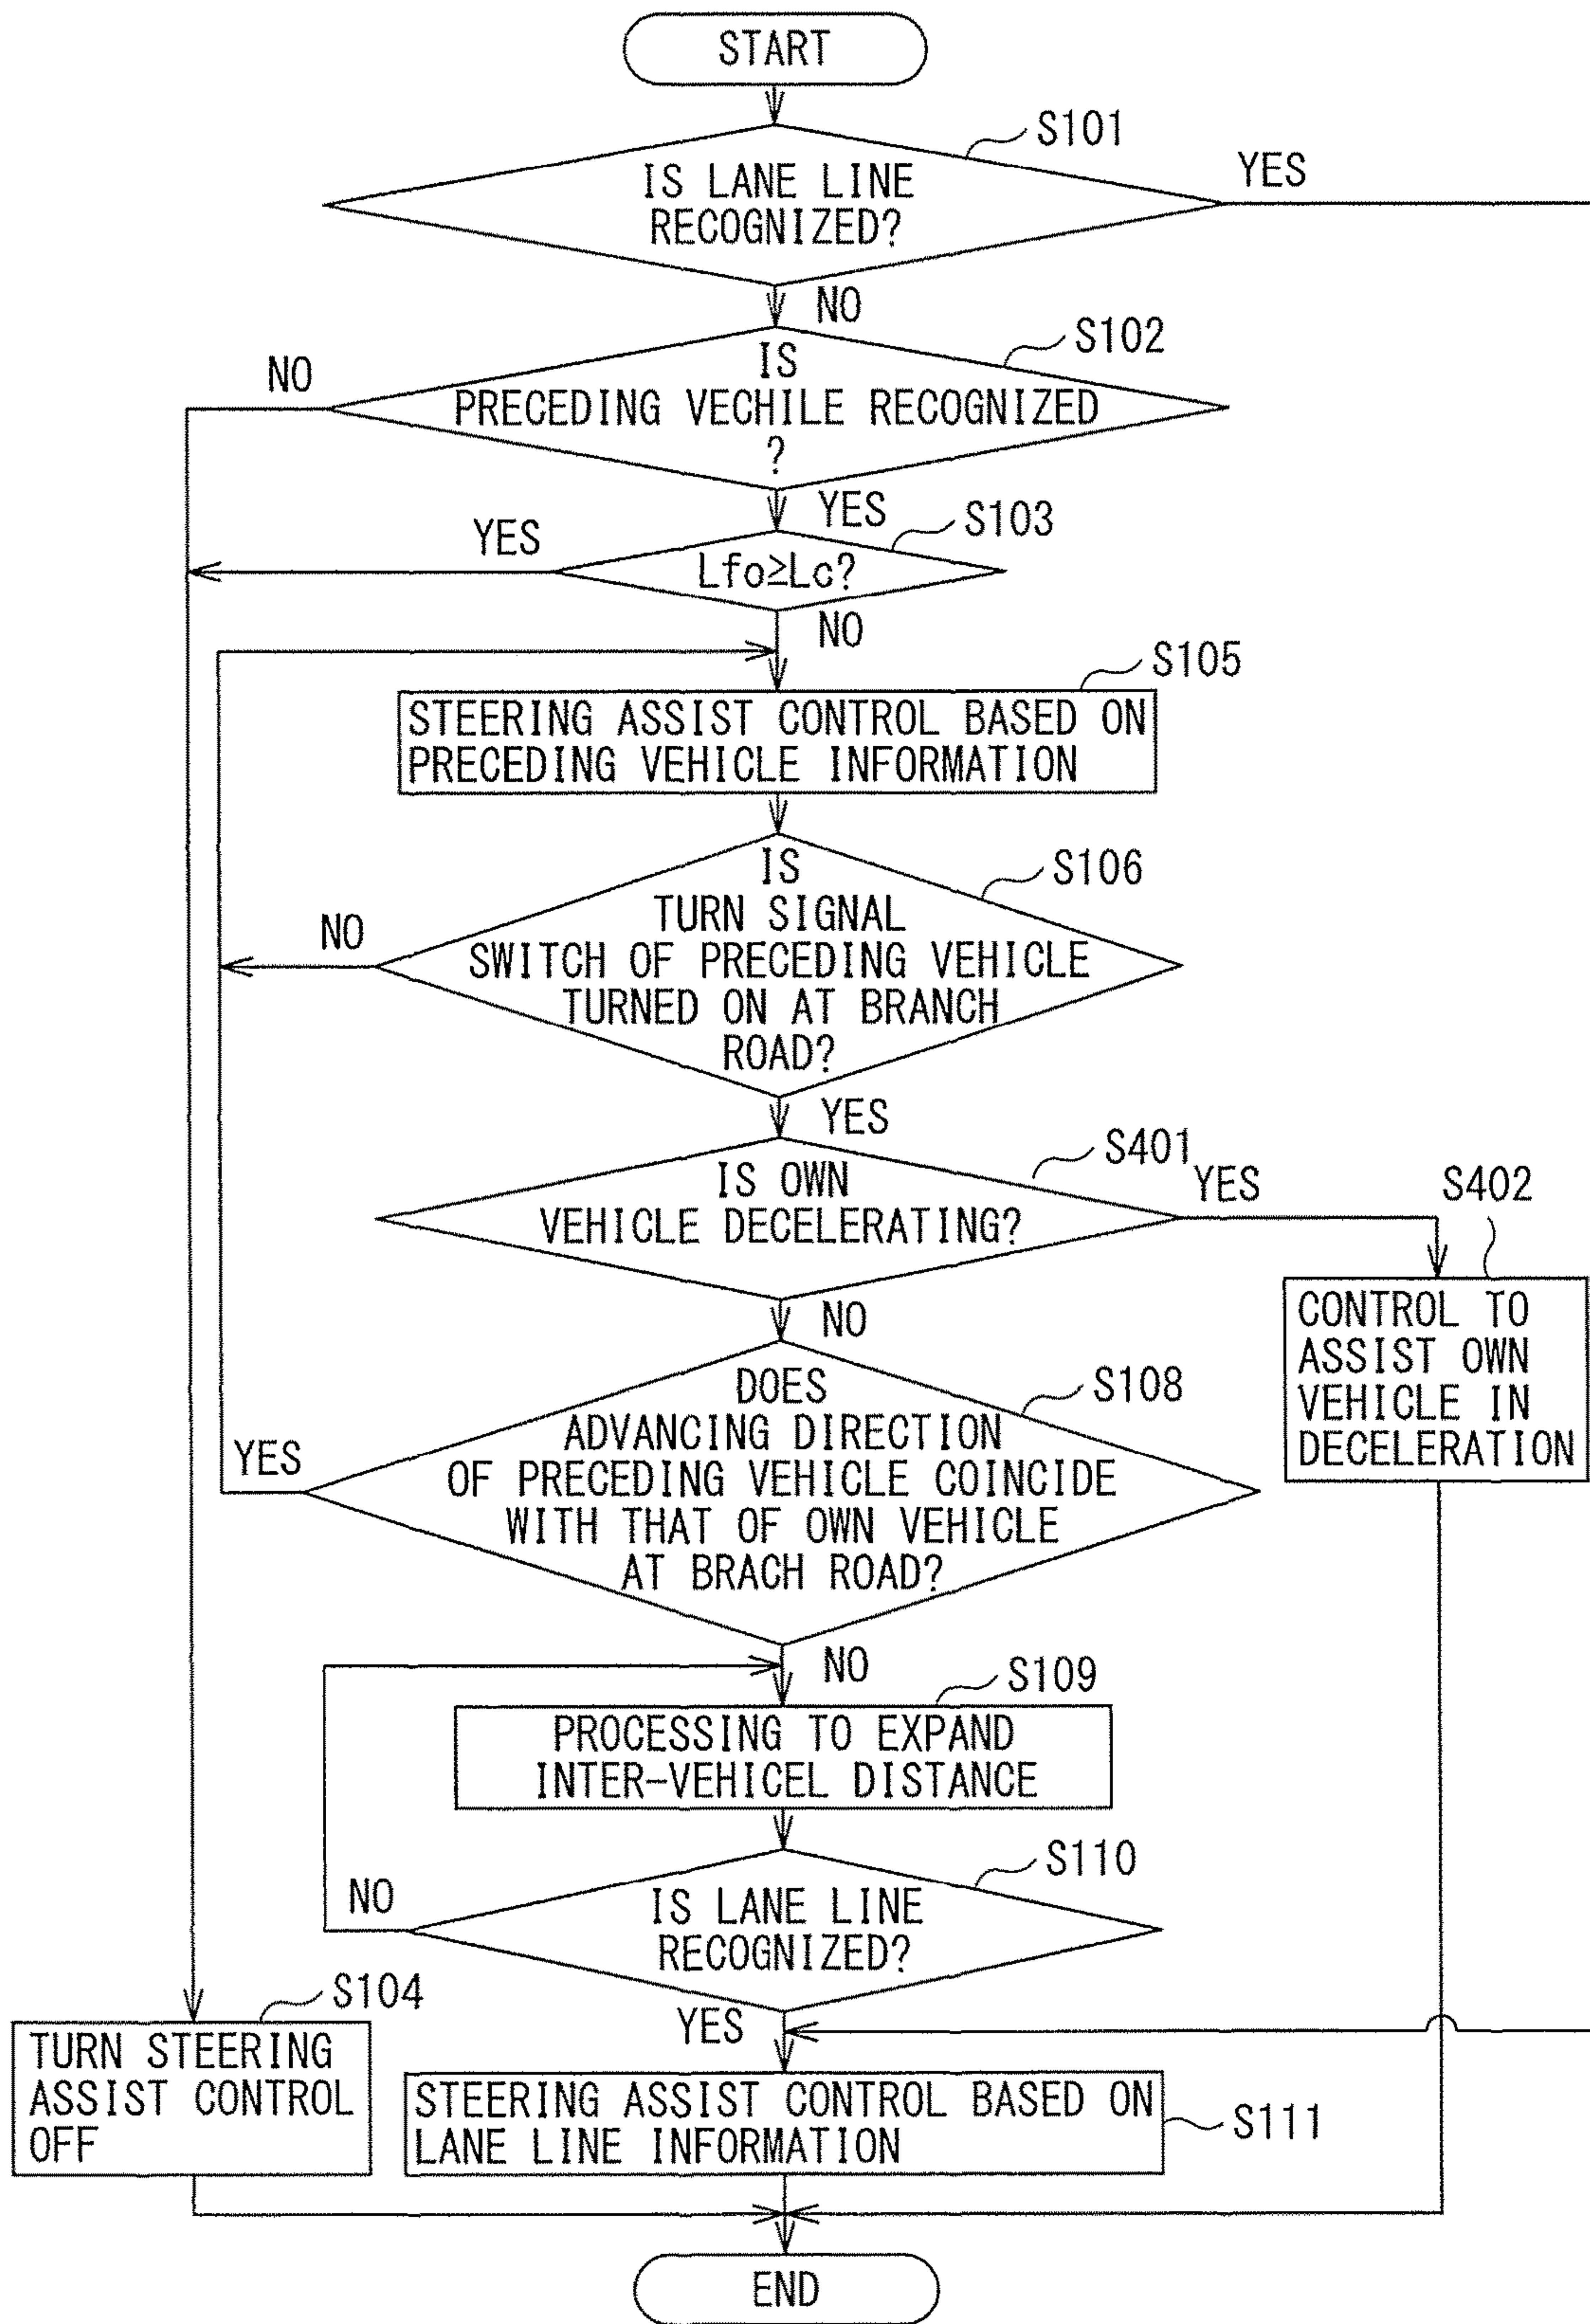 START
S101
IS LANE LINE
RECOGNIZED?
YES
NO
S102
IS
PRECEDING VECHILE RECOGNIZED
?
NO
YES
S103
Lfo≥Lc?
YES
NO
S105
STEERING ASSIST CONTROL BASED ON
PRECEDING VEHICLE INFORMATION
S106
IS
TURN SIGNAL
SWITCH OF PRECEDING VEHICLE
TURNED ON AT BRANCH
ROAD?
NO
YES
S401
IS OWN
VEHICLE DECELERATING?
YES
S402
CONTROL TO
ASSIST OWN
VEHICLE IN
DECELERATION
NO
S108
DOES
ADVANCING DIRECTION
OF PRECEDING VEHICLE COINCIDE
WITH THAT OF OWN VEHICLE
AT BRACH ROAD?
YES
NO
S109
PROCESSING TO EXPAND
INTER-VEHICEL DISTANCE
S110
IS LANE LINE
RECOGNIZED?
NO
YES
S104
TURN STEERING
ASSIST CONTROL
OFF
STEERING ASSIST CONTROL BASED ON
LANE LINE INFORMATION
S111
END